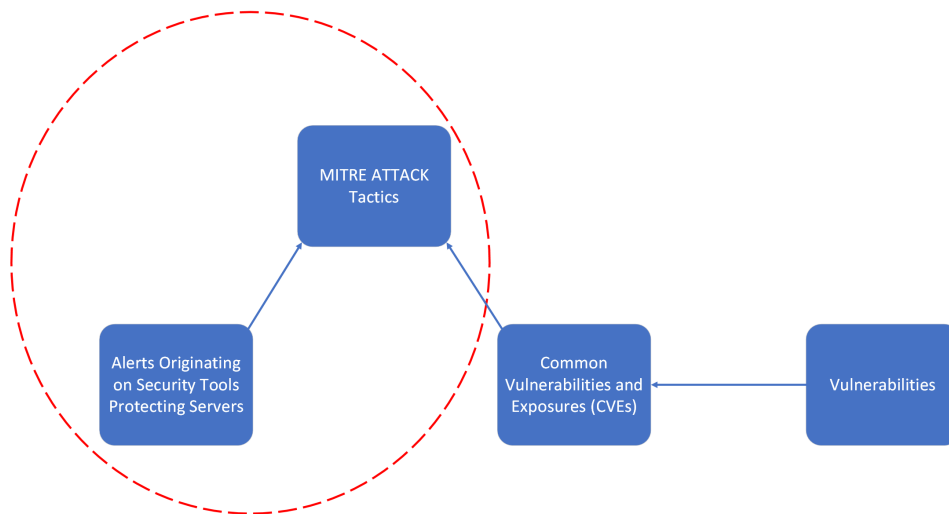 MITRE ATTACK
Tactics
Alerts Originating
on Security Tools
Protecting Servers
Common
Vulnerabilities and
Exposures (CVEs)
Vulnerabilities